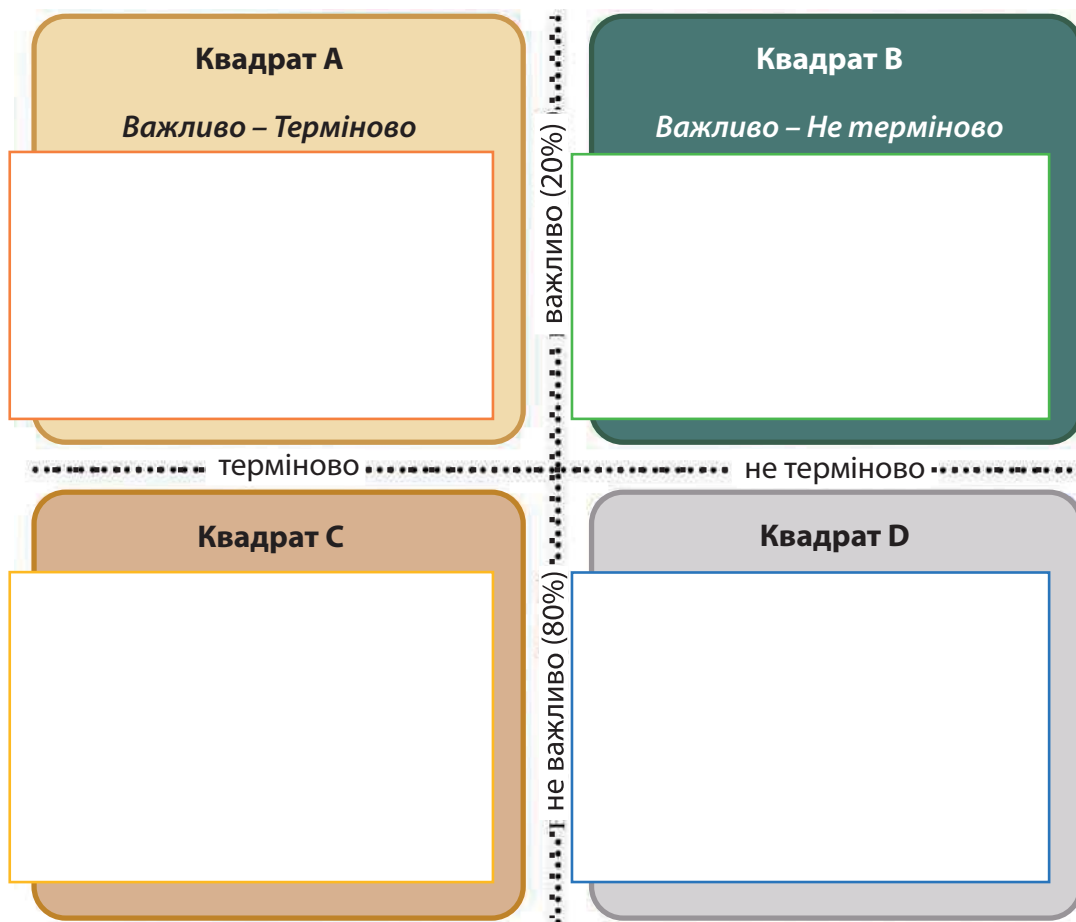 Квадрат A
Важливо – Терміново
Квадрат B
Важливо – Не терміново
важливо (20%)
терміново
не терміново
Квадрат C
Квадрат D
не важливо (80%)